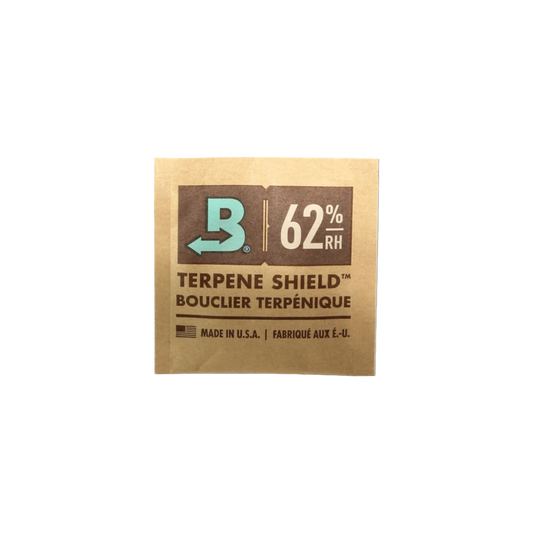 B® 62% RH
TERPENE SHIELD™
BOUCLIER TERPÉNIQUE
MADE IN U.S.A. | FABRIQUÉ AUX É.-U.